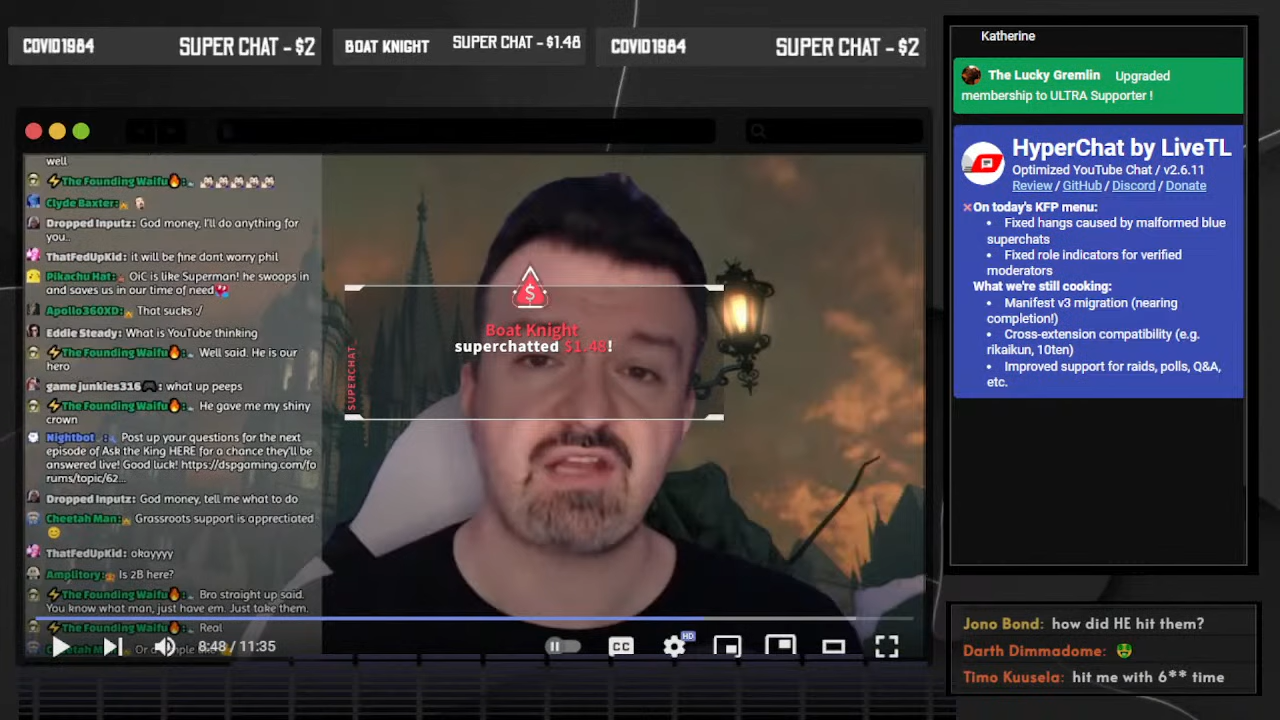 COVID1984
SUPER CHAT - $2
BOAT KNIGHT
SUPER CHAT - $1.48
COVID1984
SUPER CHAT - $2
well
⚡The Founding Waifu🔥:
Clyde Baxter:
Dropped Inputz: God money, I'll do anything for
you..
ThatFedUpKid: it will be fine dont worry phil
Pikachu Hat: OiC is like Superman! he swoops in
and saves us in our time of need
Apollo360XD: That sucks :/
Eddie Steady: What is YouTube thinking
⚡The Founding Waifu🔥: Well said. He is our
hero
game junkies316🎮: what up peeps
⚡The Founding Waifu🔥: He gave me my shiny
crown
Nightbot: Post up your questions for the next
episode of Ask the King HERE for a chance they'll be
answered live! Good luck! https://dspgaming.com/fo
rums/topic/62...
Dropped Inputz: God money, tell me what to do
Cheetah Man: Grassroots support is appreciated
😊
ThatFedUpKid: okayyyy
Amplitory: Is 2B here?
⚡The Founding Waifu🔥: Bro straight up said.
You know what man, just have em. Just take them.
⚡The Founding Waifu🔥: Real
$
Boat Knight
superchatted $1.48!
SUPERCHAT
8:48 / 11:35
CC
HD
Katherine
The Lucky Gremlin Upgraded
membership to ULTRA Supporter !
HyperChat by LiveTL
Optimized YouTube Chat / v2.6.11
Review / GitHub / Discord / Donate
❌On today's KFP menu:
• Fixed hangs caused by malformed blue
superchats
• Fixed role indicators for verified
moderators
What we're still cooking:
• Manifest v3 migration (nearing
completion!)
• Cross-extension compatibility (e.g.
rikaikun, 10ten)
• Improved support for raids, polls, Q&A,
etc.
Jono Bond: how did HE hit them?
Darth Dimmadome: 🤑
Timo Kuusela: hit me with 6** time